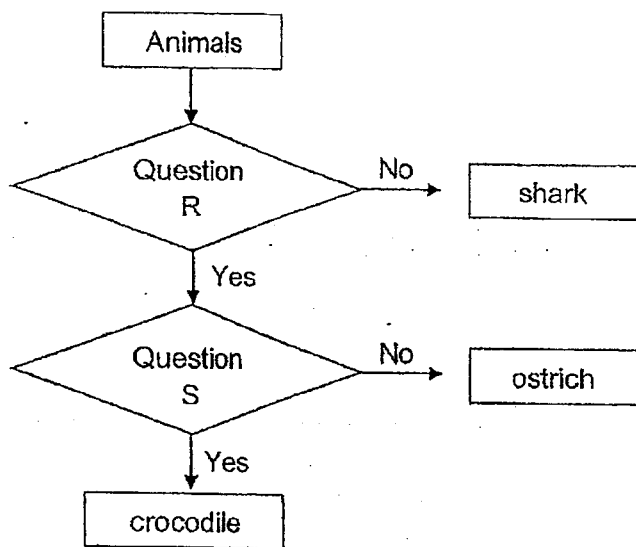 Animals
Question
R
No
shark
Yes
Question
S
No
ostrich
Yes
crocodile